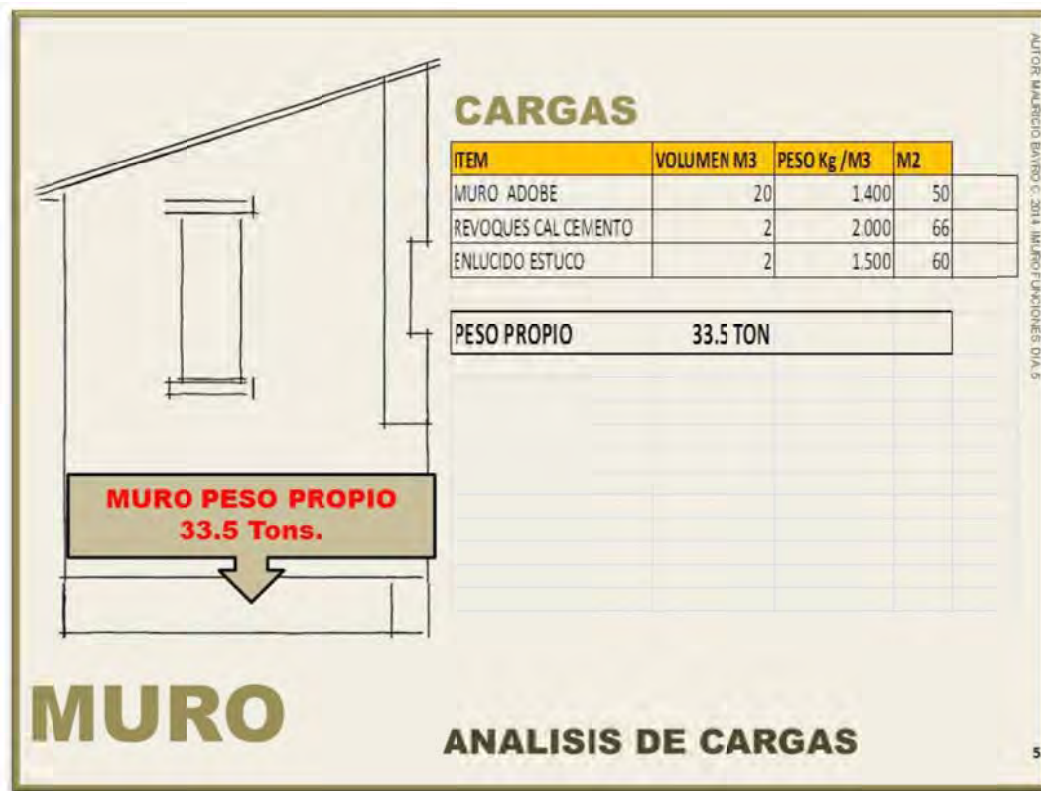 CARGAS
ITEM VOLUMEN M3 PESO Kg/M3 M2
MURO ADOBE 20 1.400 50
REVOQUES CAL CEMENTO 2 2.000 66
ENLUCIDO ESTUCO 2 1.500 60
PESO PROPIO 33.5 TON
MURO PESO PROPIO
33.5 Tons.
MURO
ANALISIS DE CARGAS
AUTOR MAURICIO BAYRO C. 2014 IMURO FUNCIONES DIA.5
5